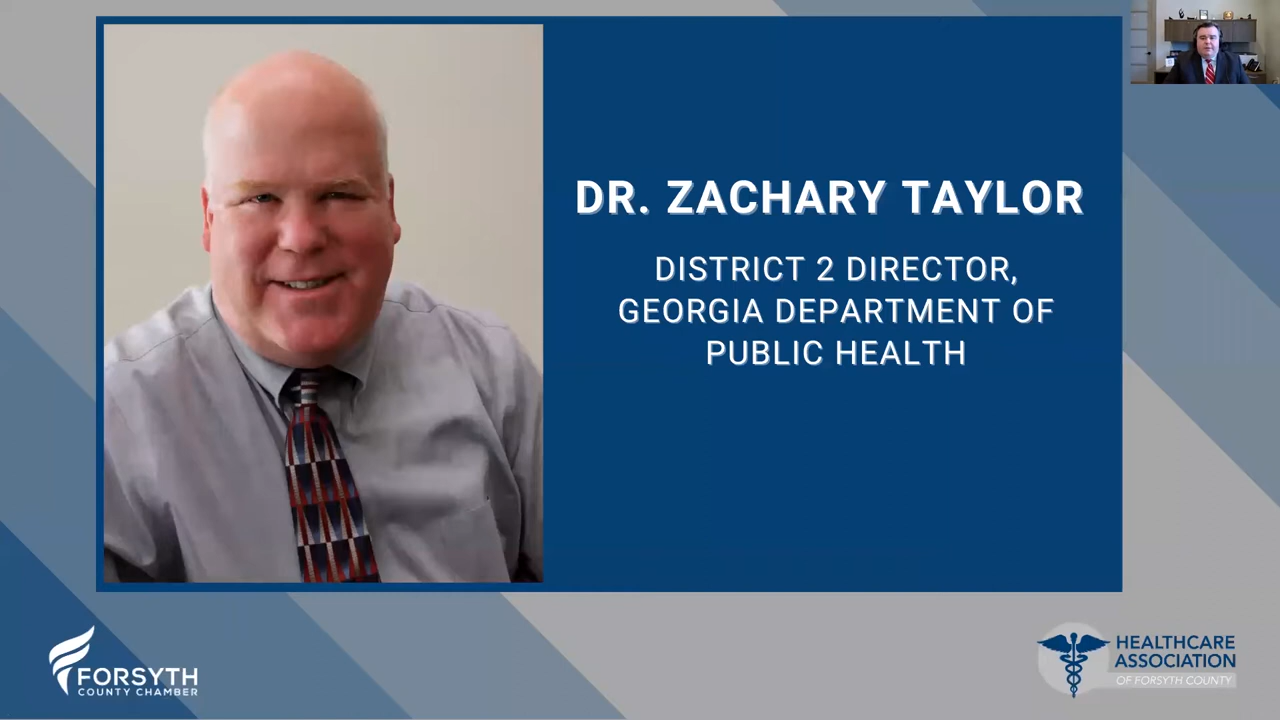 DR. ZACHARY TAYLOR
DISTRICT 2 DIRECTOR,
GEORGIA DEPARTMENT OF
PUBLIC HEALTH
FORSYTH
COUNTY CHAMBER
HEALTHCARE
ASSOCIATION
OF FORSYTH COUNTY